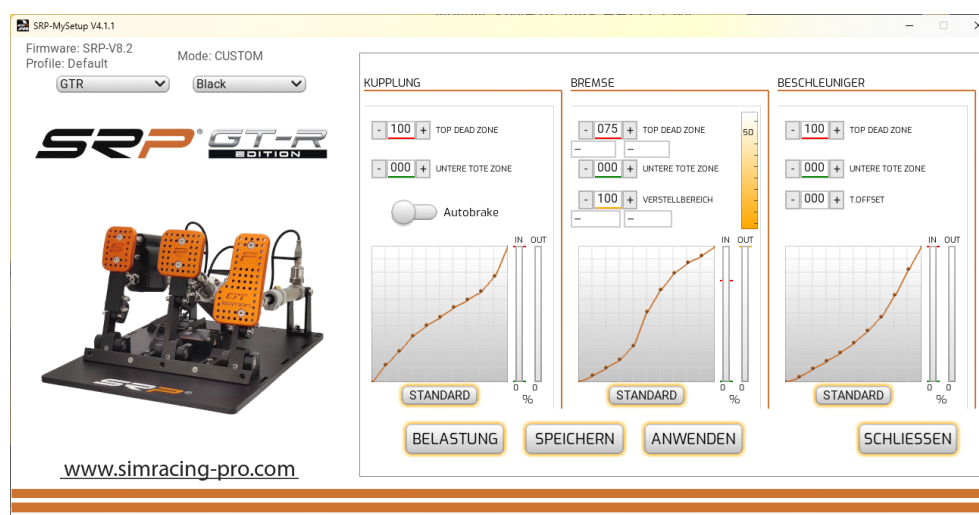 SRP-MySetup V4.1.1
Firmware: SRP-V8.2
Profile: Default
Mode: CUSTOM
GTR
Black
SRP GT-R
EDITION
www.simracing-pro.com
KUPPLUNG
- 100 + TOP DEAD ZONE
- 000 + UNTERE TOTE ZONE
Autobrake
IN OUT
0 0
%
STANDARD
BREMSE
- 075 + TOP DEAD ZONE
50
- 000 + UNTERE TOTE ZONE
- 100 + VERSTELLBEREICH
IN OUT
0 0
%
STANDARD
BESCHLEUNIGER
- 100 + TOP DEAD ZONE
- 000 + UNTERE TOTE ZONE
- 000 + T.OFFSET
IN OUT
0 0
%
STANDARD
BELASTUNG
SPEICHERN
ANWENDEN
SCHLIESSEN